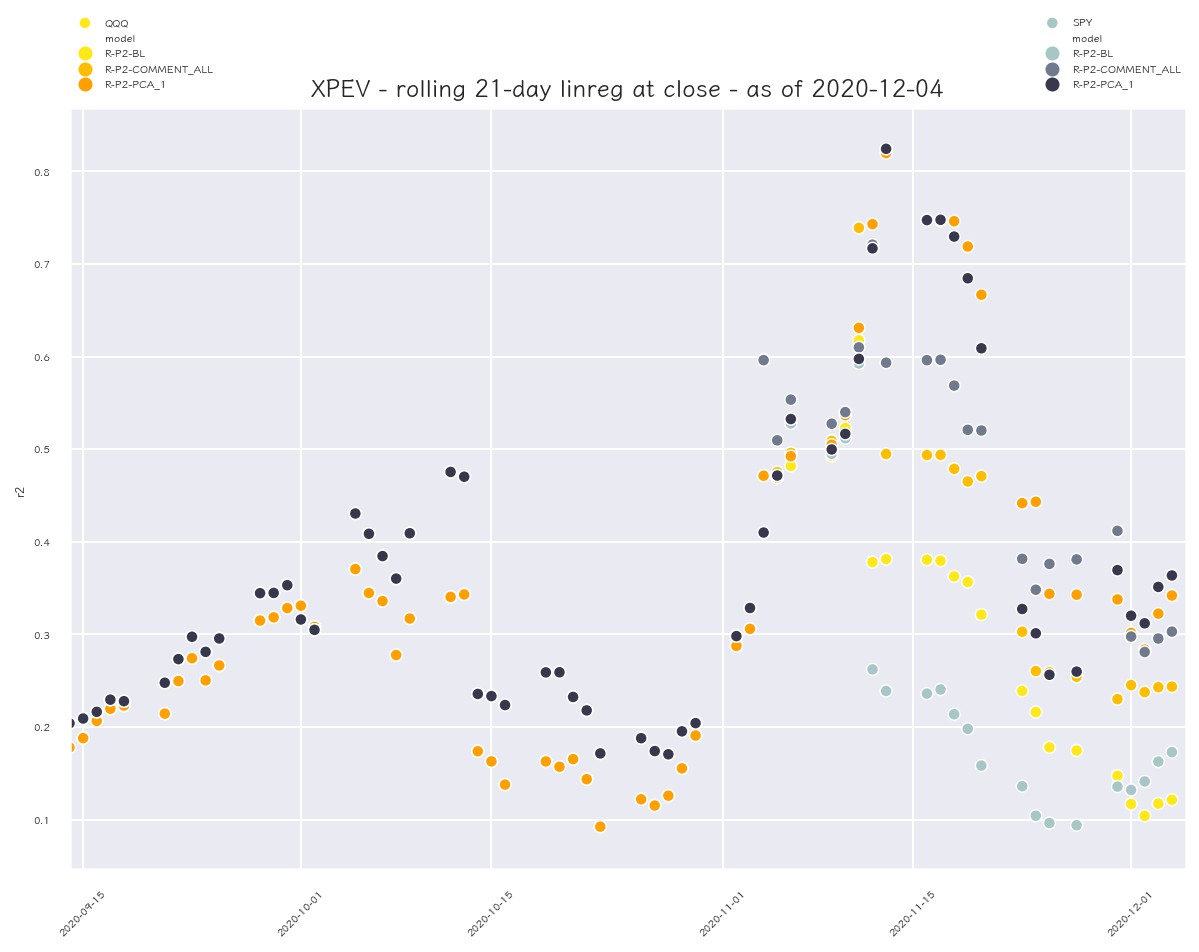 QQQ
model
R-P2-BL
R-P2-COMMENT_ALL
R-P2-PCA_1
SPY
model
R-P2-BL
R-P2-COMMENT_ALL
R-P2-PCA_1
XPEV - rolling 21-day linreg at close - as of 2020-12-04
0.8
0.7
0.6
0.5
0.4
0.3
0.2
0.1
r2
2020-09-15
2020-10-01
2020-10-15
2020-11-01
2020-11-15
2020-12-01